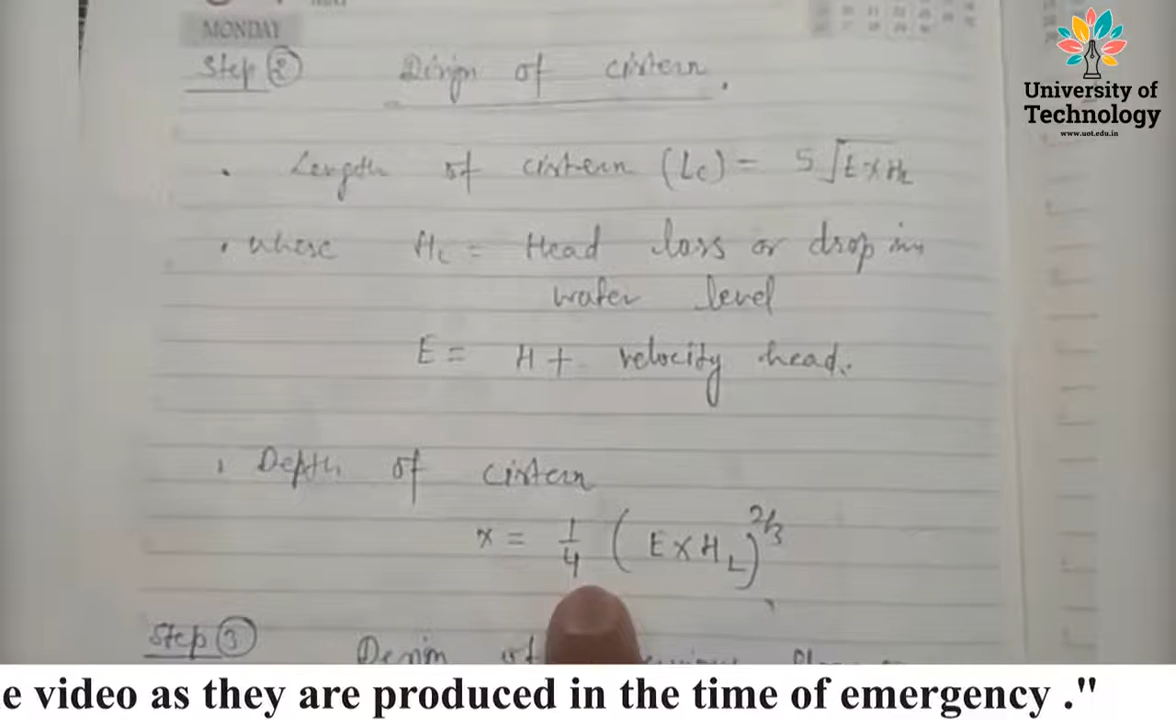 MONDAY
Step ② Design of cistern.
University of
Technology
www.uot.edu.in
. Length of cistern (Lc) = 5 √E×HL
. where HL = Head loss or drop in
water level
E = H + velocity head.
. Depth of cistern
x = 1/4 (E×HL)^2/3
Step ③ Design of
e video as they are produced in the time of emergency ."